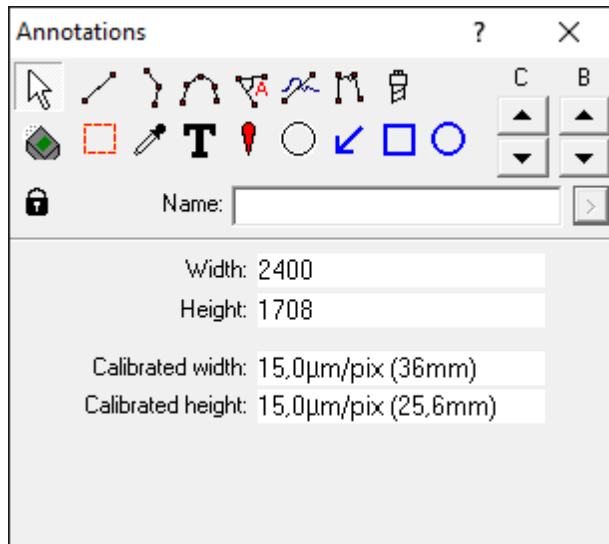 Annotations
C B
A
T
Name:
Width: 2400
Height: 1708
Calibrated width: 15,0µm/pix (36mm)
Calibrated height: 15,0µm/pix (25,6mm)